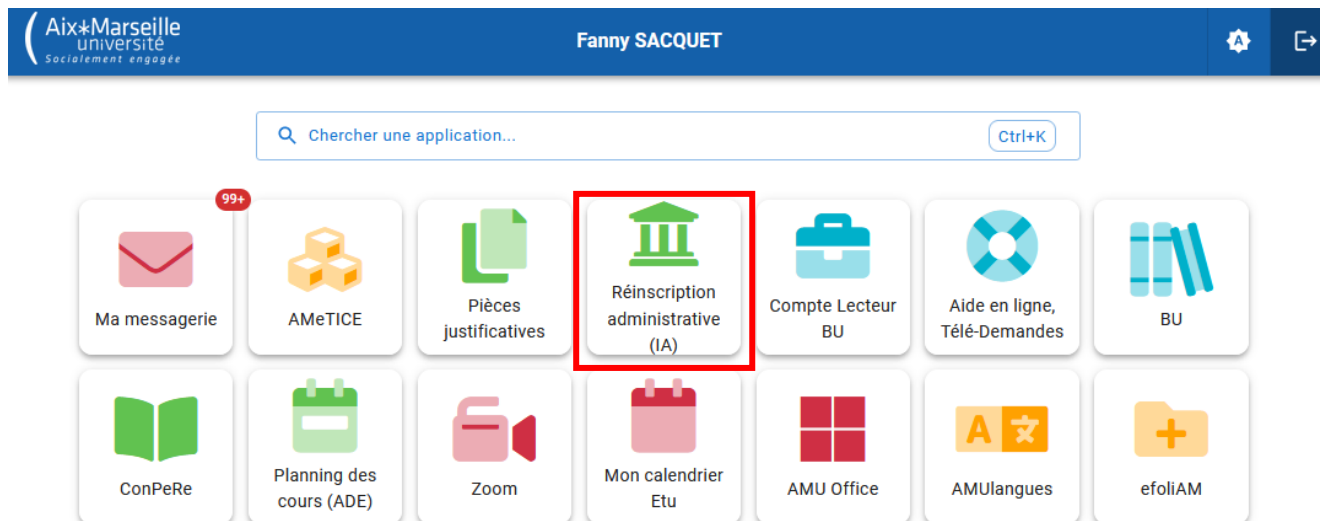 Aix*Marseille
université
Socialement engagée
Fanny SACQUET
A
Chercher une application...
Ctrl+K
99+
Ma messagerie
AMeTICE
Pièces
justificatives
Réinscription
administrative
(IA)
Compte Lecteur
BU
Aide en ligne,
Télé-Demandes
BU
ConPeRe
Planning des
cours (ADE)
Zoom
Mon calendrier
Etu
AMU Office
A 文
AMUlangues
efoliAM